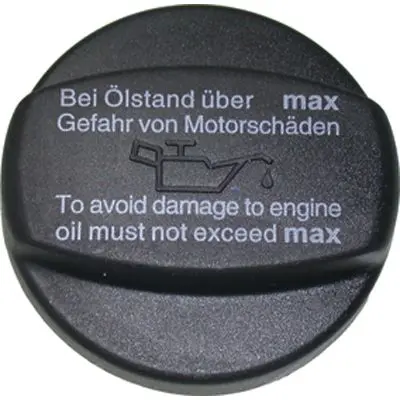 Bei Ölstand über max
Gefahr von Motorschäden
To avoid damage to engine
oil must not exceed max